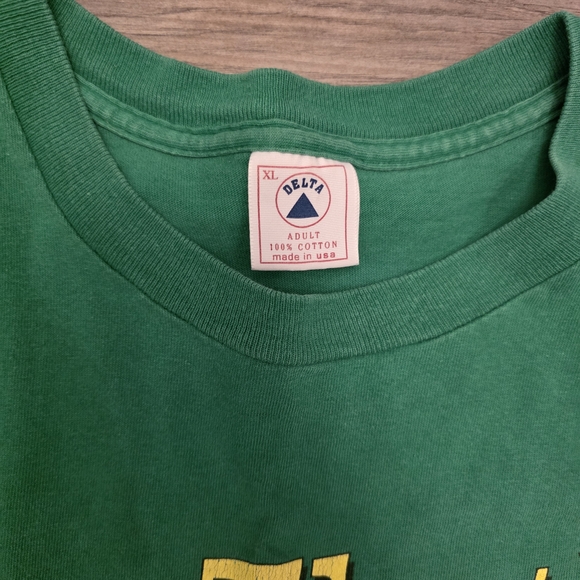 XL
DELTA
ADULT
100% COTTON
made in usa